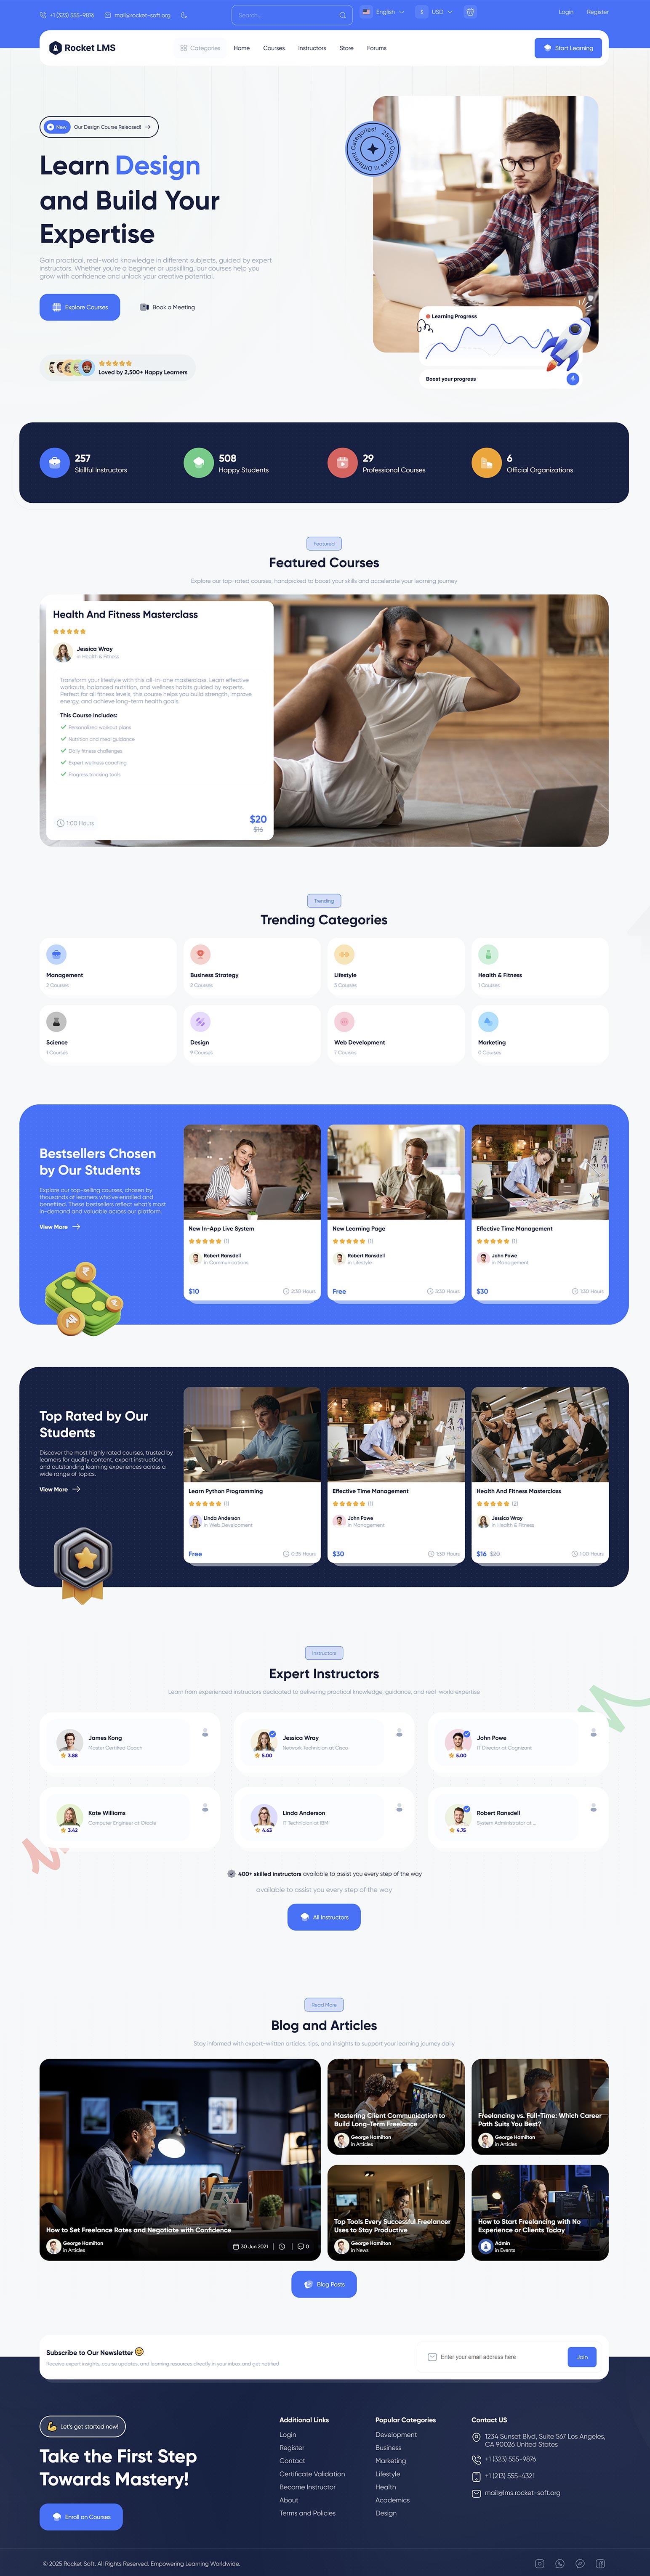 +1 (323) 555-9876
mail@rocket-soft.org
Search...
English
$
USD
Login
Register
Rocket LMS
Categories
Home
Courses
Instructors
Store
Forums
Start Learning
New
Our Design Course Released!
Learn Design
and Build Your
Expertise
Gain practical, real-world knowledge in different subjects, guided by expert
instructors. Whether you're a beginner or upskilling, our courses help you
grow with confidence and unlock your creative potential.
Explore Courses
Book a Meeting
Loved by 2,500+ Happy Learners
2500 Courses in Different Categories!
Learning Progress
Boost your progress
257
Skillful Instructors
508
Happy Students
29
Professional Courses
6
Official Organizations
Featured
Featured Courses
Explore our top-rated courses, handpicked to boost your skills and accelerate your learning journey
Health And Fitness Masterclass
Jessica Wray
in Health & Fitness
Transform your lifestyle with this all-in-one masterclass. Learn effective
workouts, balanced nutrition, and wellness habits guided by experts.
Perfect for all fitness levels, this course helps you build strength, improve
energy, and achieve long-term health goals.
This Course Includes:
Personalized workout plans
Nutrition and meal guidance
Daily fitness challenges
Expert wellness coaching
Progress tracking tools
1:00 Hours
$20
$16
Trending
Trending Categories
Management
2 Courses
Business Strategy
2 Courses
Lifestyle
3 Courses
Health & Fitness
1 Courses
Science
1 Courses
Design
9 Courses
Web Development
7 Courses
Marketing
0 Courses
Bestsellers Chosen
by Our Students
Explore our top-selling courses, chosen by
thousands of learners who've enrolled and
benefited. These bestsellers reflect what's most
in-demand and valuable across our platform.
View More
New In-App Live System
(1)
Robert Ransdell
in Communications
$10
2:30 Hours
New Learning Page
(1)
Robert Ransdell
in Lifestyle
Free
3:30 Hours
Effective Time Management
(1)
John Powe
in Management
$30
1:30 Hours
Top Rated by Our
Students
Discover the most highly rated courses, trusted by
learners for quality content, expert instruction,
and outstanding learning experiences across a
wide range of topics.
View More
Learn Python Programming
(1)
Linda Anderson
in Web Development
Free
0:35 Hours
Effective Time Management
(1)
John Powe
in Management
$30
1:30 Hours
Health And Fitness Masterclass
(2)
Jessica Wray
in Health & Fitness
$16 $20
1:00 Hours
Instructors
Expert Instructors
Learn from experienced instructors dedicated to delivering practical knowledge, guidance, and real-world expertise
James Kong
Master Certified Coach
3.88
Jessica Wray
Network Technician at Cisco
5.00
John Powe
IT Director at Cognizant
5.00
Kate Williams
Computer Engineer at Oracle
3.42
Linda Anderson
IT Technician at IBM
4.63
Robert Ransdell
System Administrator at ...
4.75
400+ skilled instructors available to assist you every step of the way
available to assist you every step of the way
All Instructors
Read More
Blog and Articles
Stay informed with expert-written articles, tips, and insights to support your learning journey daily
How to Set Freelance Rates and Negotiate with Confidence
George Hamilton
in Articles
30 Jun 2021
0
Mastering Client Communication to
Build Long-Term Freelance
George Hamilton
in Articles
Freelancing vs. Full-Time: Which Career
Path Suits You Best?
George Hamilton
in Articles
Top Tools Every Successful Freelancer
Uses to Stay Productive
George Hamilton
in News
How to Start Freelancing with No
Experience or Clients Today
Admin
in Events
Blog Posts
Subscribe to Our Newsletter
Receive expert insights, course updates, and learning resources directly in your inbox and get notified
Enter your email address here
Join
Let's get started now!
Take the First Step
Towards Mastery!
Enroll on Courses
Additional Links
Login
Register
Contact
Certificate Validation
Become Instructor
About
Terms and Policies
Popular Categories
Development
Business
Marketing
Lifestyle
Health
Academics
Design
Contact US
1234 Sunset Blvd, Suite 567 Los Angeles,
CA 90026 United States
+1 (323) 555-9876
+1 (213) 555-4321
mail@lms.rocket-soft.org
© 2025 Rocket Soft. All Rights Reserved. Empowering Learning Worldwide.